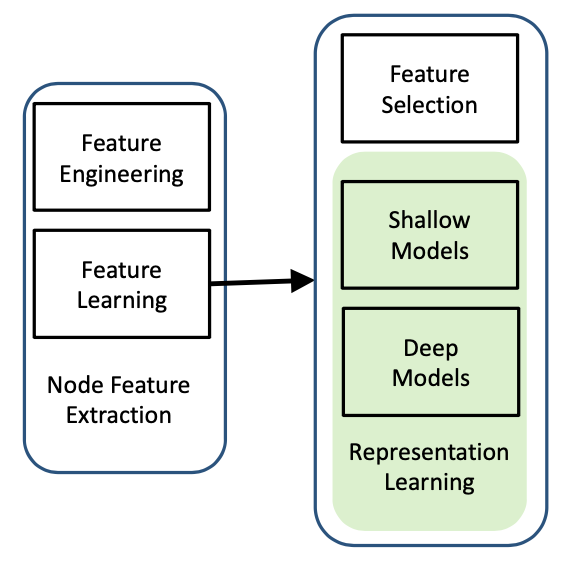 Feature
Engineering
Feature
Learning
Node Feature
Extraction
Feature
Selection
Shallow
Models
Deep
Models
Representation
Learning